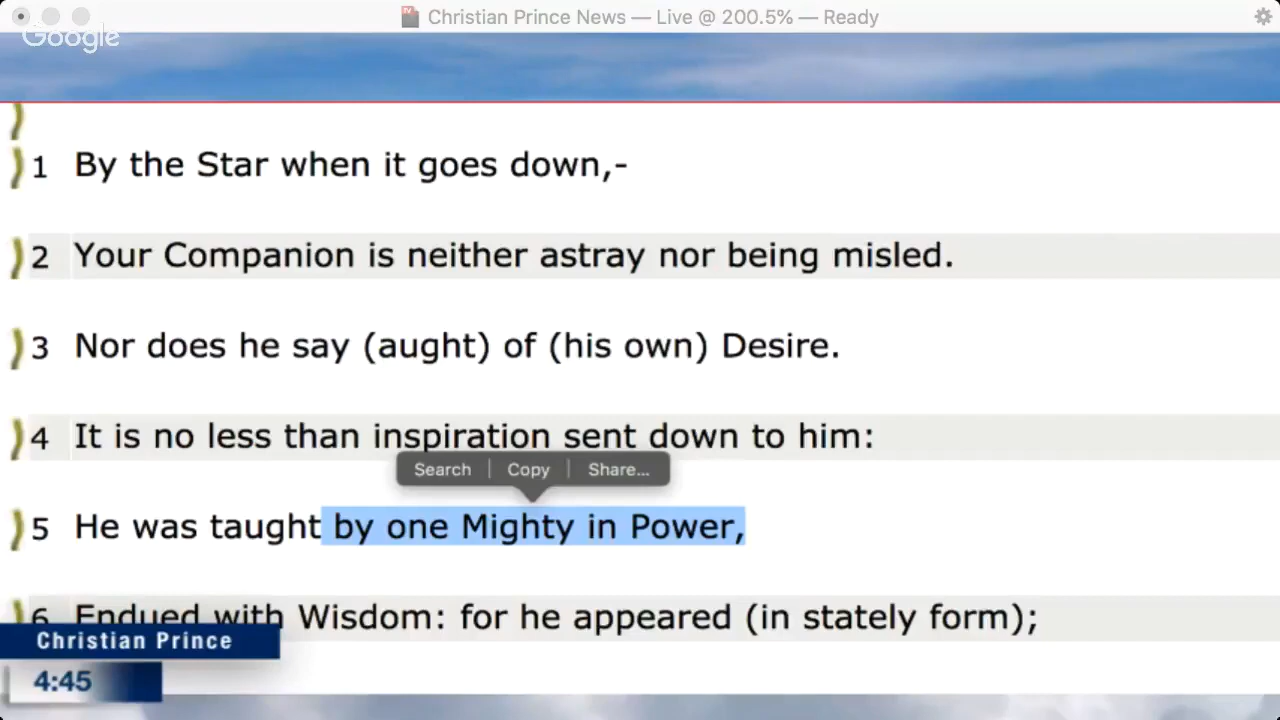 Christian Prince News — Live @ 200.5% — Ready
Google
1 By the Star when it goes down,-
2 Your Companion is neither astray nor being misled.
3 Nor does he say (aught) of (his own) Desire.
4 It is no less than inspiration sent down to him:
Search Copy Share...
5 He was taught by one Mighty in Power,
6 Endued with Wisdom: for he appeared (in stately form);
Christian Prince
4:45